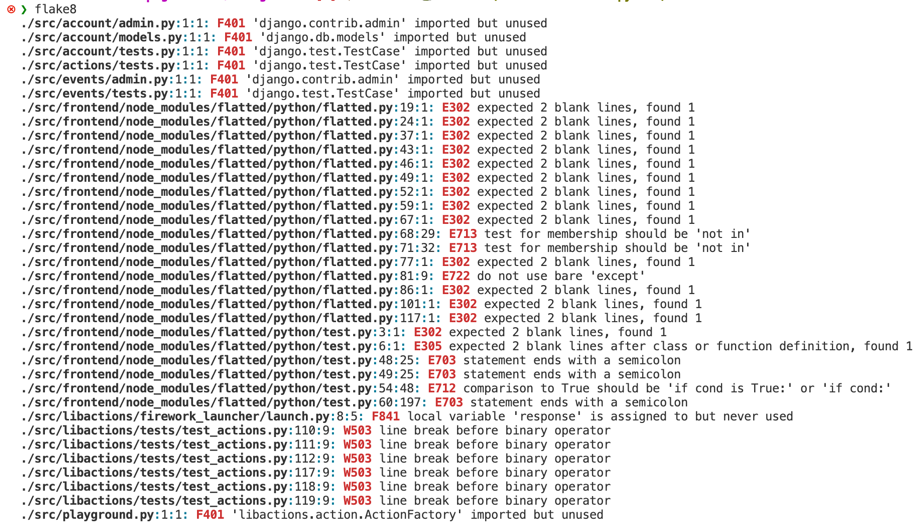 ❯ flake8
./src/account/admin.py:1:1: F401 'django.contrib.admin' imported but unused
./src/account/models.py:1:1: F401 'django.db.models' imported but unused
./src/account/tests.py:1:1: F401 'django.test.TestCase' imported but unused
./src/actions/tests.py:1:1: F401 'django.test.TestCase' imported but unused
./src/events/admin.py:1:1: F401 'django.contrib.admin' imported but unused
./src/events/tests.py:1:1: F401 'django.test.TestCase' imported but unused
./src/frontend/node_modules/flatted/python/flatted.py:19:1: E302 expected 2 blank lines, found 1
./src/frontend/node_modules/flatted/python/flatted.py:24:1: E302 expected 2 blank lines, found 1
./src/frontend/node_modules/flatted/python/flatted.py:37:1: E302 expected 2 blank lines, found 1
./src/frontend/node_modules/flatted/python/flatted.py:43:1: E302 expected 2 blank lines, found 1
./src/frontend/node_modules/flatted/python/flatted.py:46:1: E302 expected 2 blank lines, found 1
./src/frontend/node_modules/flatted/python/flatted.py:49:1: E302 expected 2 blank lines, found 1
./src/frontend/node_modules/flatted/python/flatted.py:52:1: E302 expected 2 blank lines, found 1
./src/frontend/node_modules/flatted/python/flatted.py:59:1: E302 expected 2 blank lines, found 1
./src/frontend/node_modules/flatted/python/flatted.py:67:1: E302 expected 2 blank lines, found 1
./src/frontend/node_modules/flatted/python/flatted.py:68:29: E713 test for membership should be 'not in'
./src/frontend/node_modules/flatted/python/flatted.py:71:32: E713 test for membership should be 'not in'
./src/frontend/node_modules/flatted/python/flatted.py:77:1: E302 expected 2 blank lines, found 1
./src/frontend/node_modules/flatted/python/flatted.py:81:9: E722 do not use bare 'except'
./src/frontend/node_modules/flatted/python/flatted.py:86:1: E302 expected 2 blank lines, found 1
./src/frontend/node_modules/flatted/python/flatted.py:101:1: E302 expected 2 blank lines, found 1
./src/frontend/node_modules/flatted/python/flatted.py:117:1: E302 expected 2 blank lines, found 1
./src/frontend/node_modules/flatted/python/test.py:3:1: E302 expected 2 blank lines, found 1
./src/frontend/node_modules/flatted/python/test.py:6:1: E305 expected 2 blank lines after class or function definition, found 1
./src/frontend/node_modules/flatted/python/test.py:48:25: E703 statement ends with a semicolon
./src/frontend/node_modules/flatted/python/test.py:49:25: E703 statement ends with a semicolon
./src/frontend/node_modules/flatted/python/test.py:54:48: E712 comparison to True should be 'if cond is True:' or 'if cond:'
./src/frontend/node_modules/flatted/python/test.py:60:197: E703 statement ends with a semicolon
./src/libactions/firework_launcher/launch.py:8:5: F841 local variable 'response' is assigned to but never used
./src/libactions/tests/test_actions.py:110:9: W503 line break before binary operator
./src/libactions/tests/test_actions.py:111:9: W503 line break before binary operator
./src/libactions/tests/test_actions.py:112:9: W503 line break before binary operator
./src/libactions/tests/test_actions.py:117:9: W503 line break before binary operator
./src/libactions/tests/test_actions.py:118:9: W503 line break before binary operator
./src/libactions/tests/test_actions.py:119:9: W503 line break before binary operator
./src/playground.py:1:1: F401 'libactions.action.ActionFactory' imported but unused